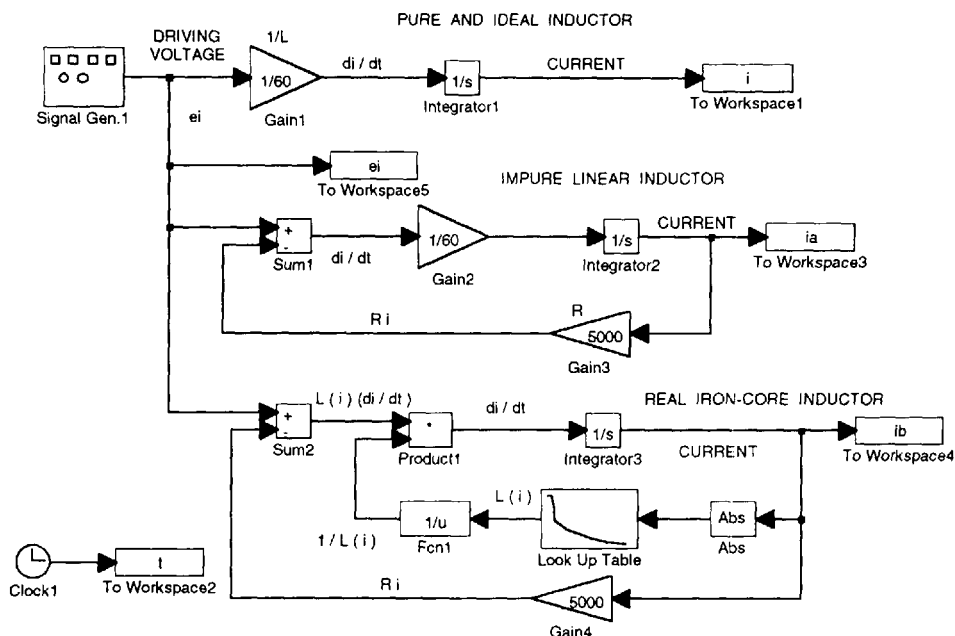 PURE AND IDEAL INDUCTOR
DRIVING
VOLTAGE
1/L
1/60
di / dt
1/s
CURRENT
i
Signal Gen.1
ei
Gain1
Integrator1
To Workspace1
ei
To Workspace5
IMPURE LINEAR INDUCTOR
+
-
Sum1
di / dt
1/60
Gain2
1/s
Integrator2
CURRENT
ia
To Workspace3
R i
R
5000
Gain3
REAL IRON-CORE INDUCTOR
+
-
Sum2
L ( i ) (di / dt )
*
Product1
di / dt
1/s
Integrator3
CURRENT
ib
To Workspace4
1/u
Fcn1
1 / L ( i )
L ( i )
Look Up Table
Abs
Abs
Clock1
t
To Workspace2
R i
5000
Gain4